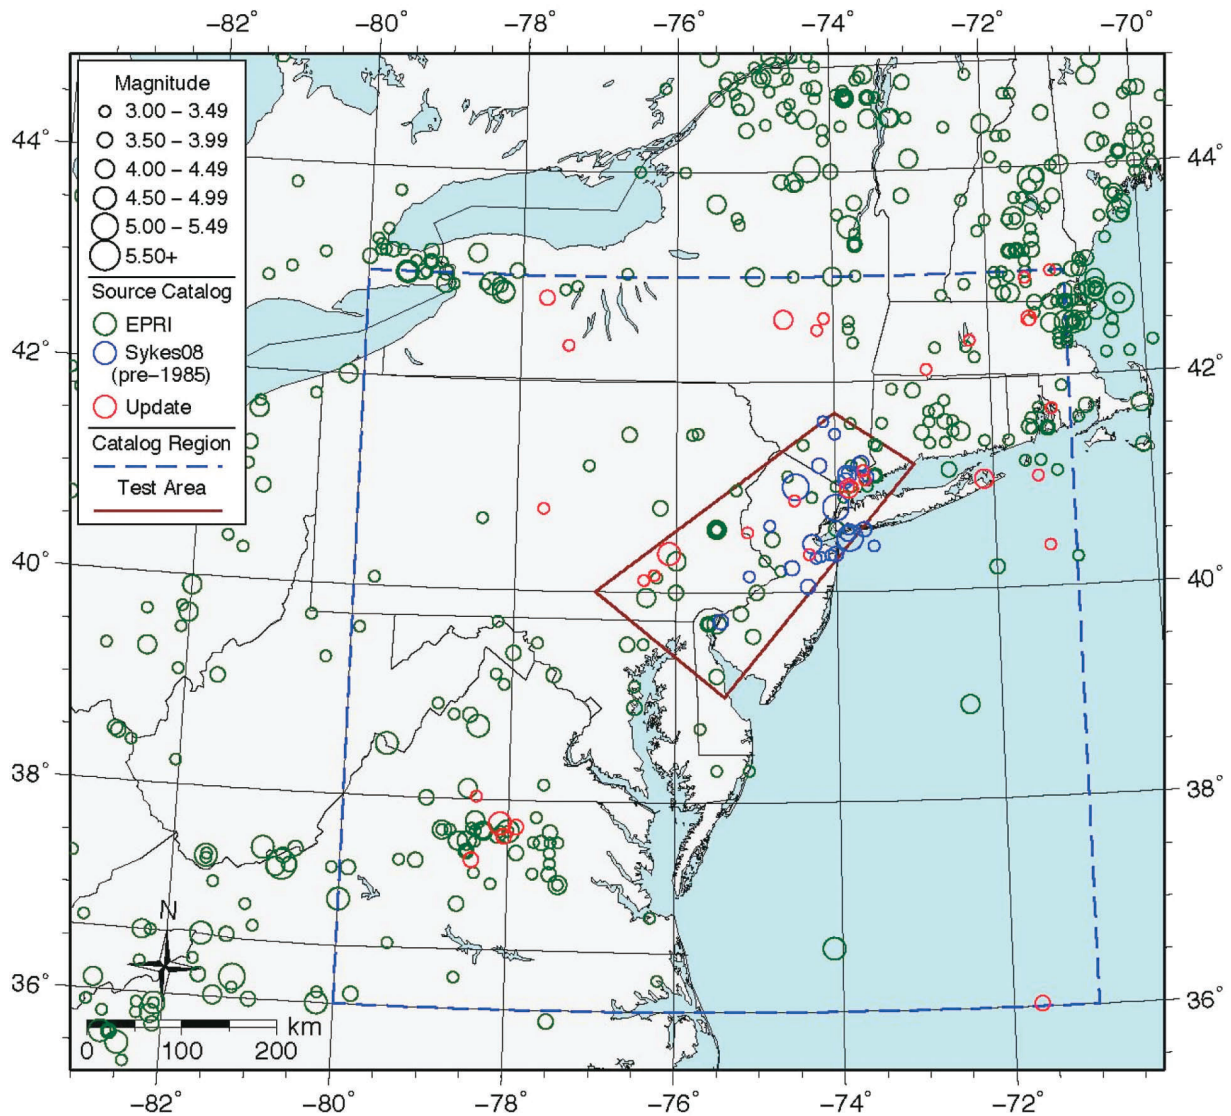 −82° −80° −78° −76° −74° −72° −70°
Magnitude
3.00 − 3.49
3.50 − 3.99
4.00 − 4.49
4.50 − 4.99
5.00 − 5.49
5.50+
Source Catalog
EPRI
Sykes08
(pre−1985)
Update
Catalog Region
Test Area
44° 44°
42° 42°
40° 40°
38° 38°
N
36° 36°
km
0 100 200
−82° −80° −78° −76° −74° −72°